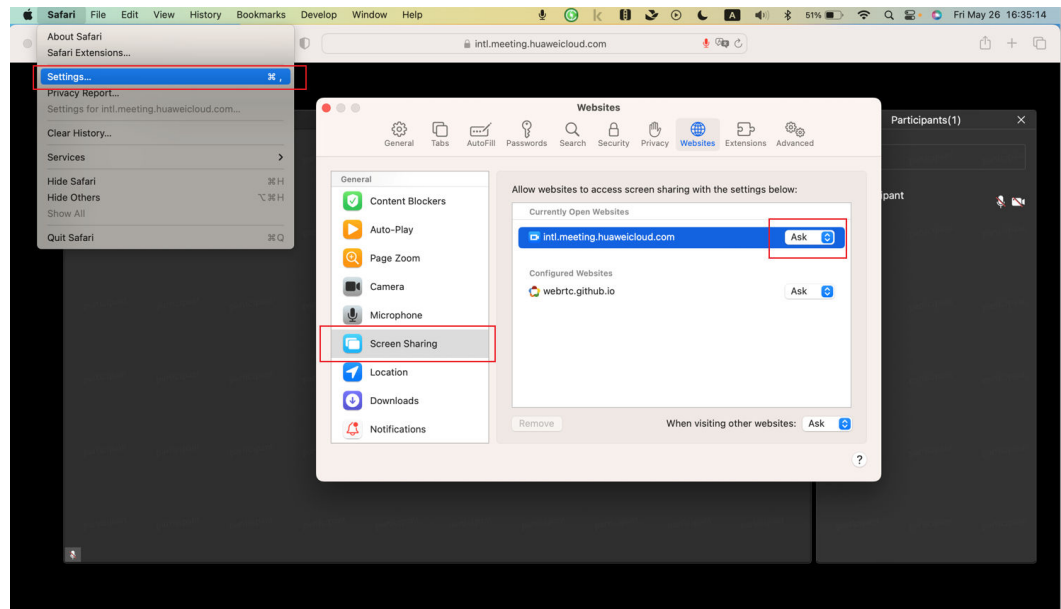 Safari File Edit View History Bookmarks Develop Window Help A 51% Fri May 26 16:35:14
About Safari
Safari Extensions...
Settings... ⌘ ,
Privacy Report...
Settings for intl.meeting.huaweicloud.com...
Clear History...
Services >
Hide Safari ⌘H
Hide Others ⌥⌘H
Show All
Quit Safari ⌘Q
intl.meeting.huaweicloud.com
Websites
General Tabs AutoFill Passwords Search Security Privacy Websites Extensions Advanced
General
Content Blockers
Auto-Play
Page Zoom
Camera
Microphone
Screen Sharing
Location
Downloads
Notifications
Allow websites to access screen sharing with the settings below:
Currently Open Websites
intl.meeting.huaweicloud.com Ask
Configured Websites
webrtc.github.io Ask
Remove When visiting other websites: Ask
?
Participants(1) ×
ipant